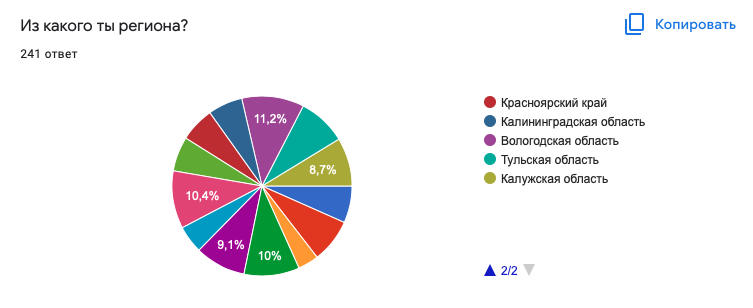 Из какого ты региона?
Копировать
241 ответ
Красноярский край
Калининградская область
Вологодская область
Тульская область
Калужская область
11,2%
8,7%
10,4%
9,1%
10%
2/2